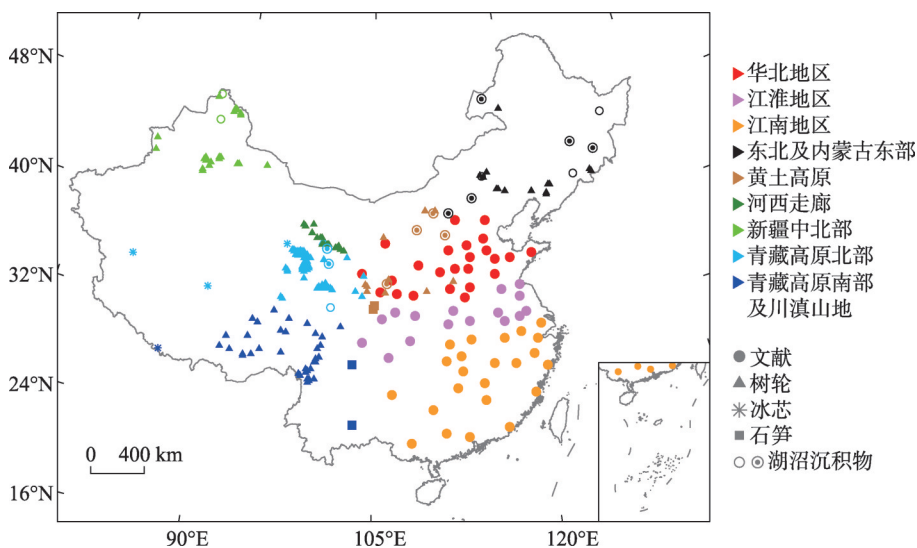 48°N
40°N
32°N
24°N
16°N
0 400 km
90°E
105°E
120°E
华北地区
江淮地区
江南地区
东北及内蒙古东部
黄土高原
河西走廊
新疆中北部
青藏高原北部
青藏高原南部
及川滇山地
文献
树轮
冰芯
石笋
湖沼沉积物